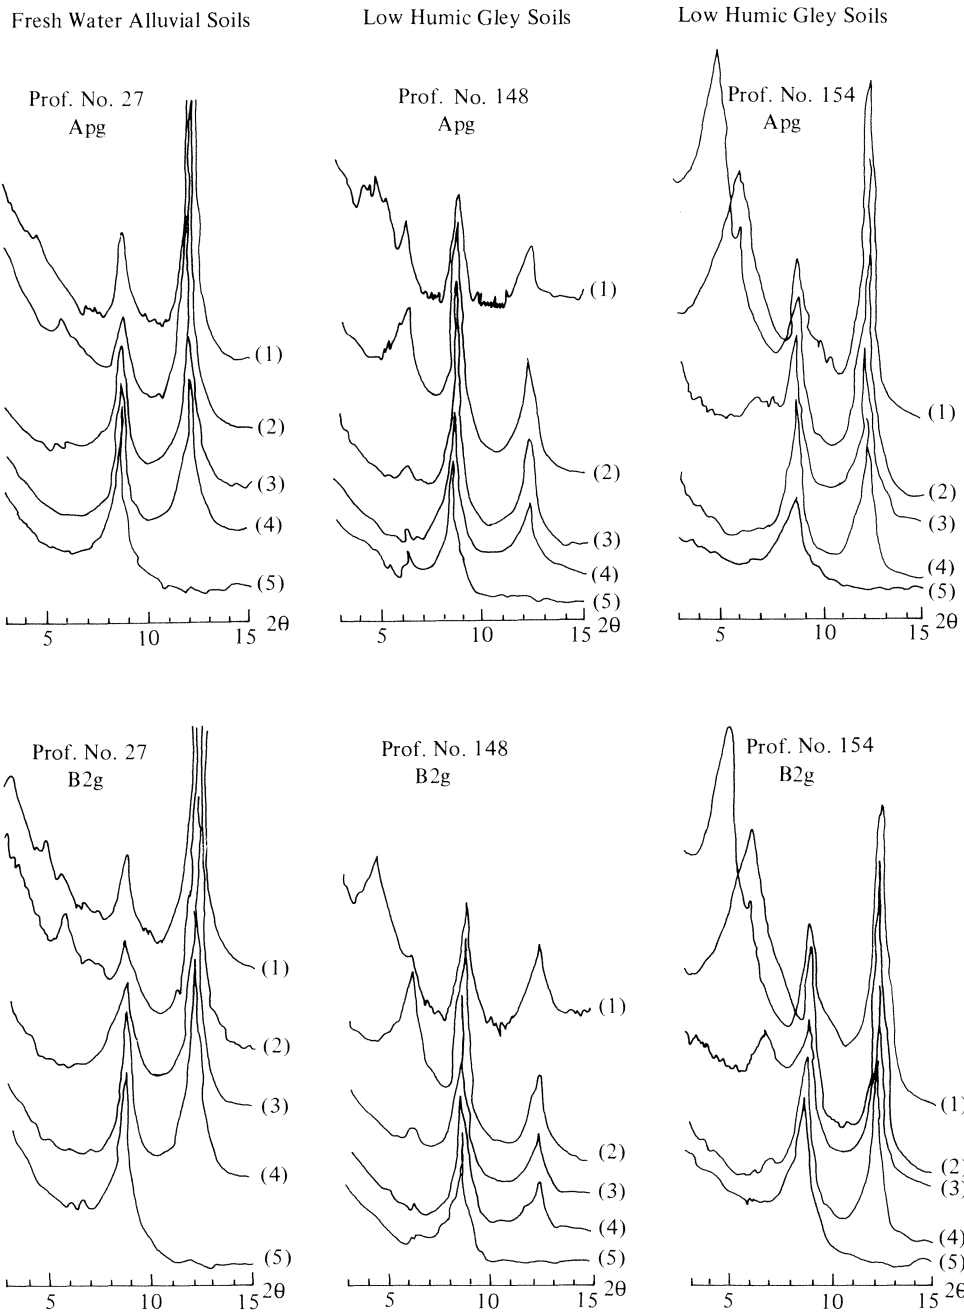 Fresh Water Alluvial Soils
Prof. No. 27
Apg
(1)
(2)
(3)
(4)
(5)
5 10 15 2θ
Low Humic Gley Soils
Prof. No. 148
Apg
(1)
(2)
(3)
(4)
(5)
5 10 15 2θ
Low Humic Gley Soils
Prof. No. 154
Apg
(1)
(2)
(3)
(4)
(5)
5 10 15 2θ
Prof. No. 27
B2g
(1)
(2)
(3)
(4)
(5)
5 10 15 2θ
Prof. No. 148
B2g
(1)
(2)
(3)
(4)
(5)
5 10 15 2θ
Prof. No. 154
B2g
(1)
(2)
(3)
(4)
(5)
5 10 15 2θ